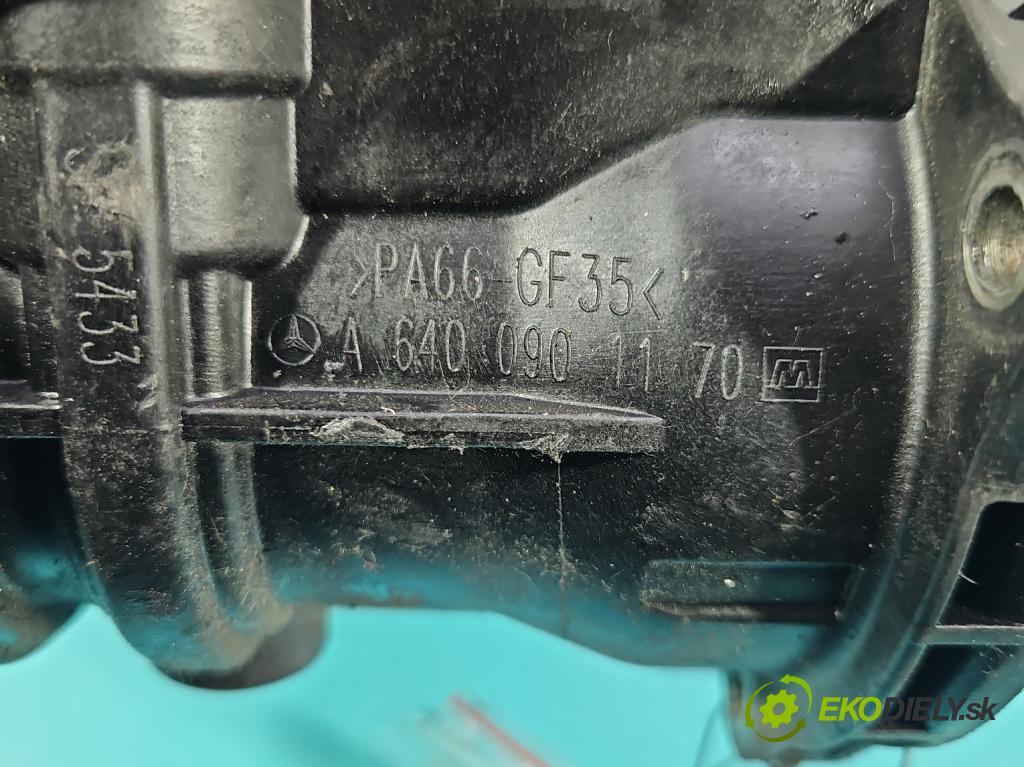 5433
>PA66-GF35<
A 640 090 11 70 M
EKODIELY.sk